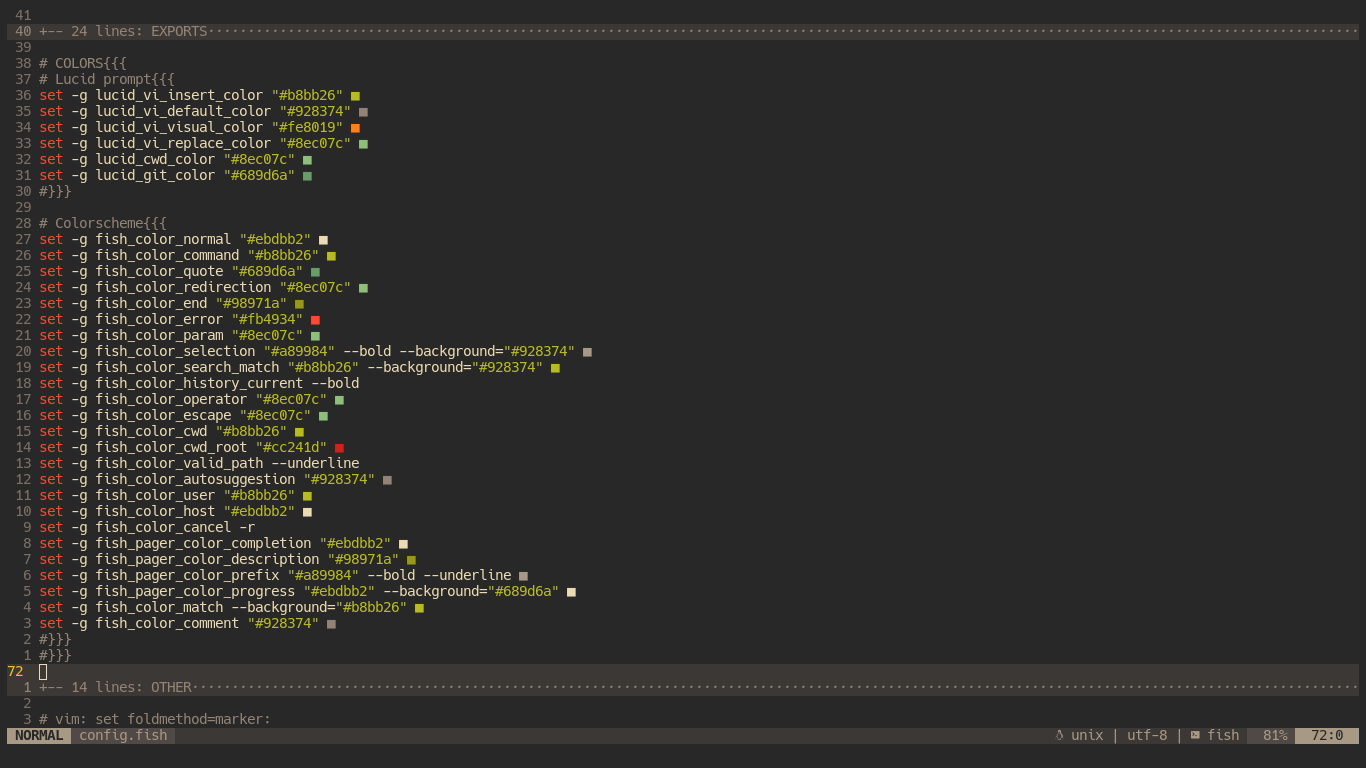 41
40 +-- 24 lines: EXPORTS················································································································································
39
38 # COLORS{{{
37 # Lucid prompt{{{
36 set -g lucid_vi_insert_color "#b8bb26" ■
35 set -g lucid_vi_default_color "#928374" ■
34 set -g lucid_vi_visual_color "#fe8019" ■
33 set -g lucid_vi_replace_color "#8ec07c" ■
32 set -g lucid_cwd_color "#8ec07c" ■
31 set -g lucid_git_color "#689d6a" ■
30 #}}}
29
28 # Colorscheme{{{
27 set -g fish_color_normal "#ebdbb2" ■
26 set -g fish_color_command "#b8bb26" ■
25 set -g fish_color_quote "#689d6a" ■
24 set -g fish_color_redirection "#8ec07c" ■
23 set -g fish_color_end "#98971a" ■
22 set -g fish_color_error "#fb4934" ■
21 set -g fish_color_param "#8ec07c" ■
20 set -g fish_color_selection "#a89984" --bold --background="#928374" ■
19 set -g fish_color_search_match "#b8bb26" --background="#928374" ■
18 set -g fish_color_history_current --bold
17 set -g fish_color_operator "#8ec07c" ■
16 set -g fish_color_escape "#8ec07c" ■
15 set -g fish_color_cwd "#b8bb26" ■
14 set -g fish_color_cwd_root "#cc241d" ■
13 set -g fish_color_valid_path --underline
12 set -g fish_color_autosuggestion "#928374" ■
11 set -g fish_color_user "#b8bb26" ■
10 set -g fish_color_host "#ebdbb2" ■
9 set -g fish_color_cancel -r
8 set -g fish_pager_color_completion "#ebdbb2" ■
7 set -g fish_pager_color_description "#98971a" ■
6 set -g fish_pager_color_prefix "#a89984" --bold --underline ■
5 set -g fish_pager_color_progress "#ebdbb2" --background="#689d6a" ■
4 set -g fish_color_match --background="#b8bb26" ■
3 set -g fish_color_comment "#928374" ■
2 #}}}
1 #}}}
72
1 +-- 14 lines: OTHER··················································································································································
2
3 # vim: set foldmethod=marker:
NORMAL config.fish unix | utf-8 | fish 81% 72:0